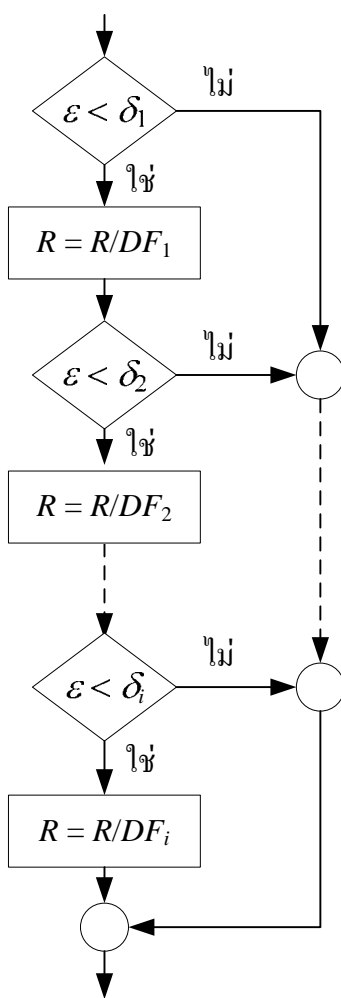 ε < δ₁
ไม่
ใช่
R = R/DF₁
ε < δ₂
ไม่
ใช่
R = R/DF₂
ε < δᵢ
ไม่
ใช่
R = R/DFᵢ